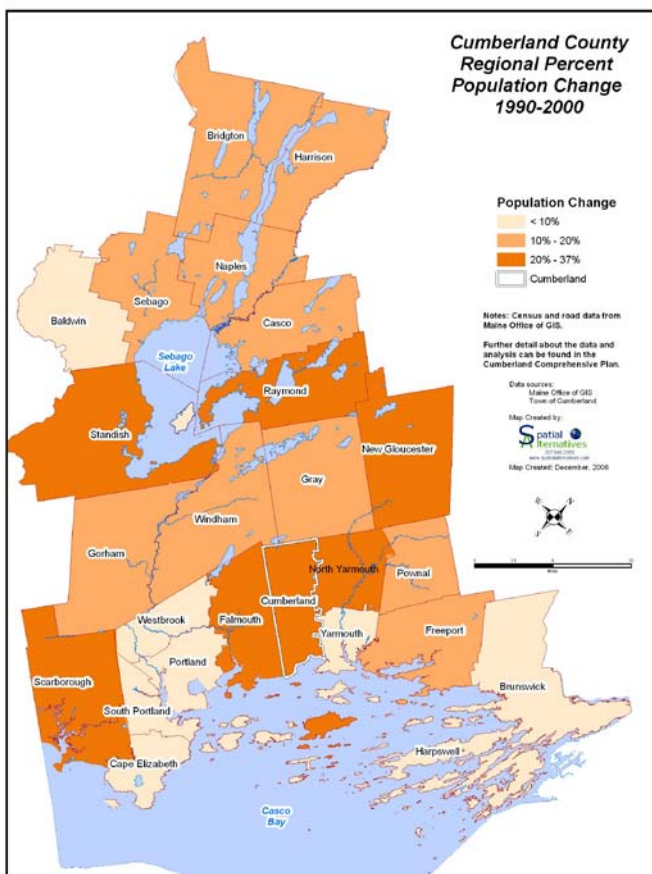 Cumberland County
Regional Percent
Population Change
1990-2000
Bridgton
Harrison
Population Change
< 10%
10% - 20%
20% - 37%
Cumberland
Naples
Sebago
Baldwin
Casco
Notes: Census and road data from
Maine Office of GIS.
Further detail about the data and
analysis can be found in the
Cumberland Comprehensive Plan.
Sebago
Lake
Raymond
Data sources:
Maine Office of GIS
Town of Cumberland
Map Created by:
Spatial
Alternatives
Map Created: December, 2008
Standish
New Gloucester
Gray
Windham
Gorham
North Yarmouth
Pownal
Cumberland
Westbrook
Falmouth
Yarmouth
Freeport
Portland
Scarborough
Brunswick
South Portland
Harpswell
Cape Elizabeth
Casco
Bay